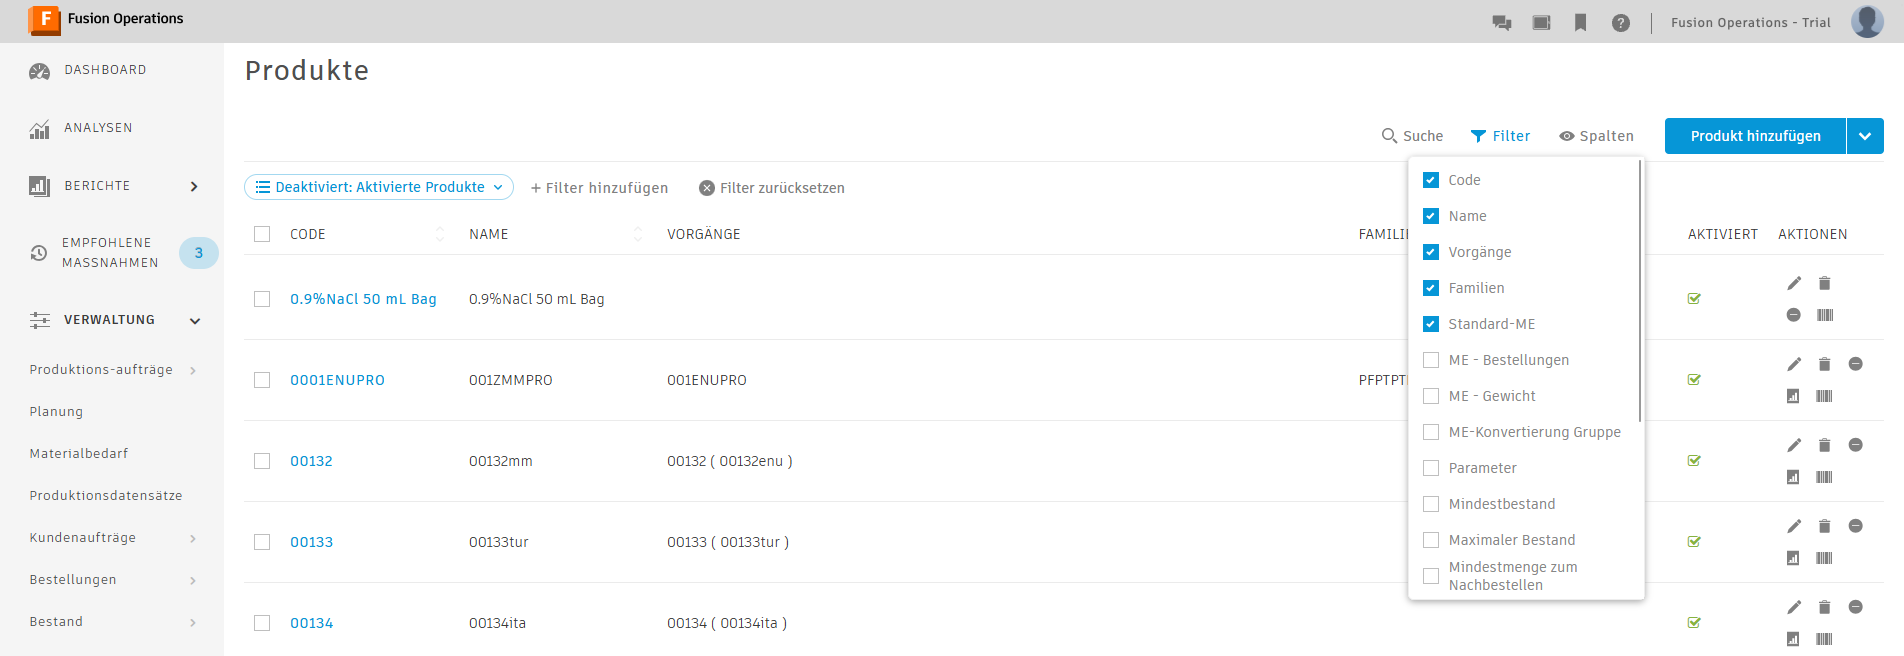 F Fusion Operations
? Fusion Operations - Trial
DASHBOARD
ANALYSEN
BERICHTE
EMPFOHLENE
MASSNAHMEN
3
VERWALTUNG
Produktions-aufträge
Planung
Materialbedarf
Produktionsdatensätze
Kundenaufträge
Bestellungen
Bestand
Produkte
Suche Filter Spalten Produkt hinzufügen
Deaktiviert: Aktivierte Produkte + Filter hinzufügen Filter zurücksetzen
CODE NAME VORGÄNGE AKTIVIERT AKTIONEN
0.9%NaCl 50 mL Bag 0.9%NaCl 50 mL Bag
0001ENUPRO 001ZMMPRO 001ENUPRO
00132 00132mm 00132 ( 00132enu )
00133 00133tur 00133 ( 00133tur )
00134 00134ita 00134 ( 00134ita )
Code
Name
Vorgänge
Familien
Standard-ME
ME - Bestellungen
ME - Gewicht
ME-Konvertierung Gruppe
Parameter
Mindestbestand
Maximaler Bestand
Mindestmenge zum
Nachbestellen